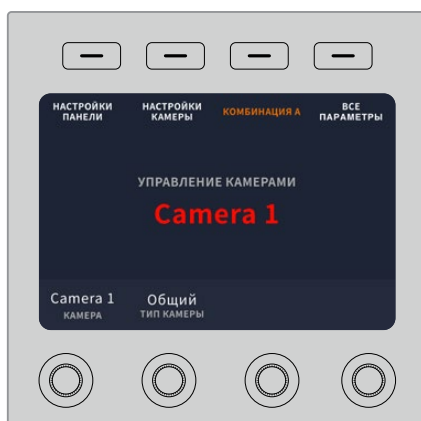 НАСТРОЙКИ ПАНЕЛИ
НАСТРОЙКИ КАМЕРЫ
КОМБИНАЦИЯ A
ВСЕ ПАРАМЕТРЫ
УПРАВЛЕНИЕ КАМЕРАМИ
Camera 1
Camera 1
КАМЕРА
Общий
ТИП КАМЕРЫ